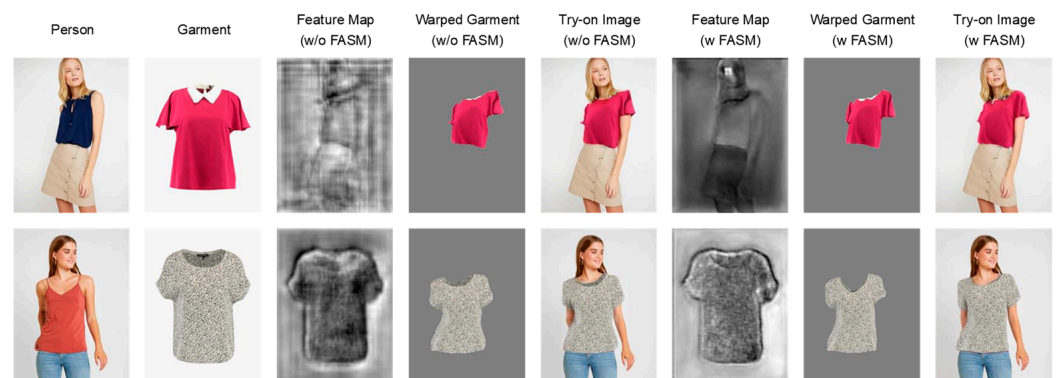 Person
Garment
Feature Map
(w/o FASM)
Warped Garment
(w/o FASM)
Try-on Image
(w/o FASM)
Feature Map
(w FASM)
Warped Garment
(w FASM)
Try-on Image
(w FASM)